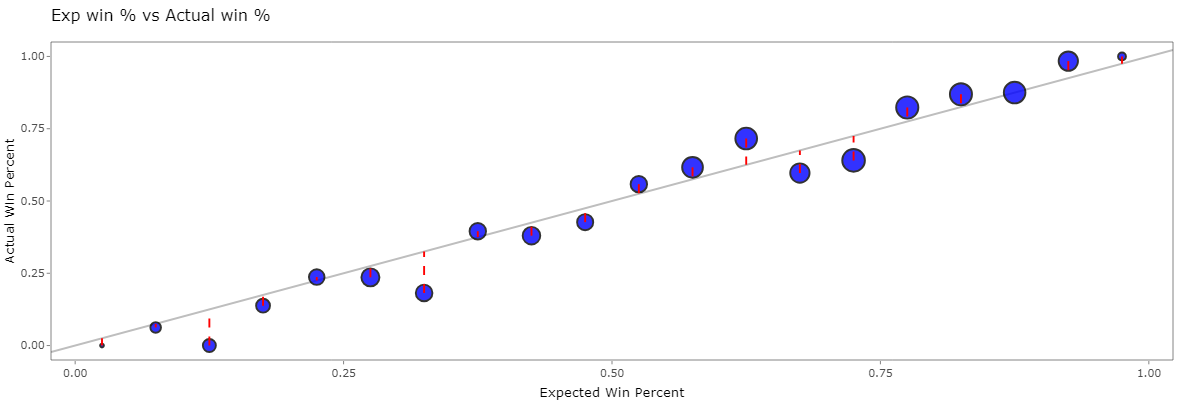 Exp win % vs Actual win %
1.00
0.75
0.50
0.25
0.00
Actual WIn Percent
0.00 0.25 0.50 0.75 1.00
Expected Win Percent